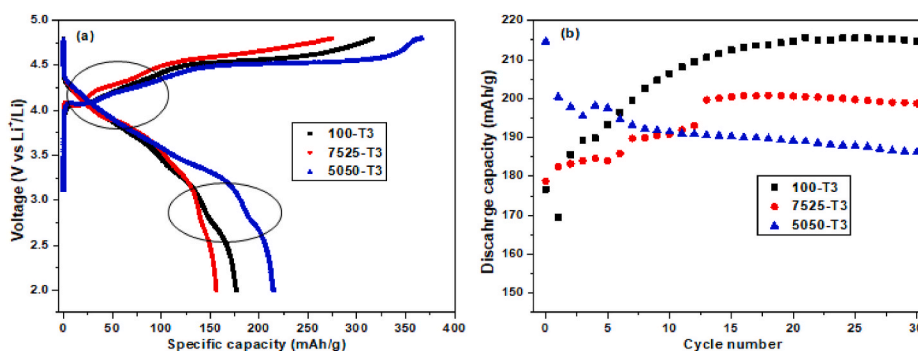 (a)
5.0
4.5
4.0
3.5
3.0
2.5
2.0
Voltage (V vs Li⁺/Li)
100-T3
7525-T3
5050-T3
0 50 100 150 200 250 300 350 400
Specific capacity (mAh/g)
(b)
220
210
200
190
180
170
160
150
Discahrge capacity (mAh/g)
100-T3
7525-T3
5050-T3
0 5 10 15 20 25 30
Cycle number